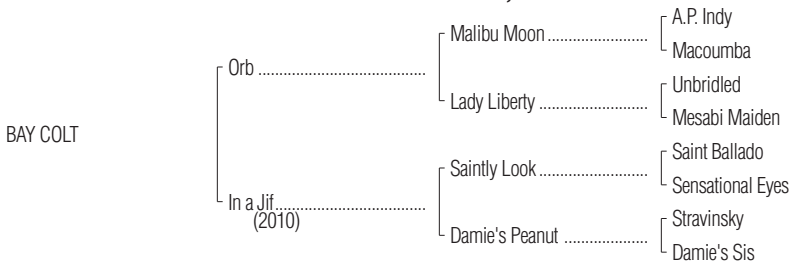 A.P. Indy
Malibu Moon ........................
Macoumba
Orb ........................................
Unbridled
Lady Liberty ..........................
Mesabi Maiden
BAY COLT
Saint Ballado
Saintly Look ..........................
Sensational Eyes
In a Jif....................................
(2010)
Stravinsky
Damie's Peanut ....................
Damie's Sis